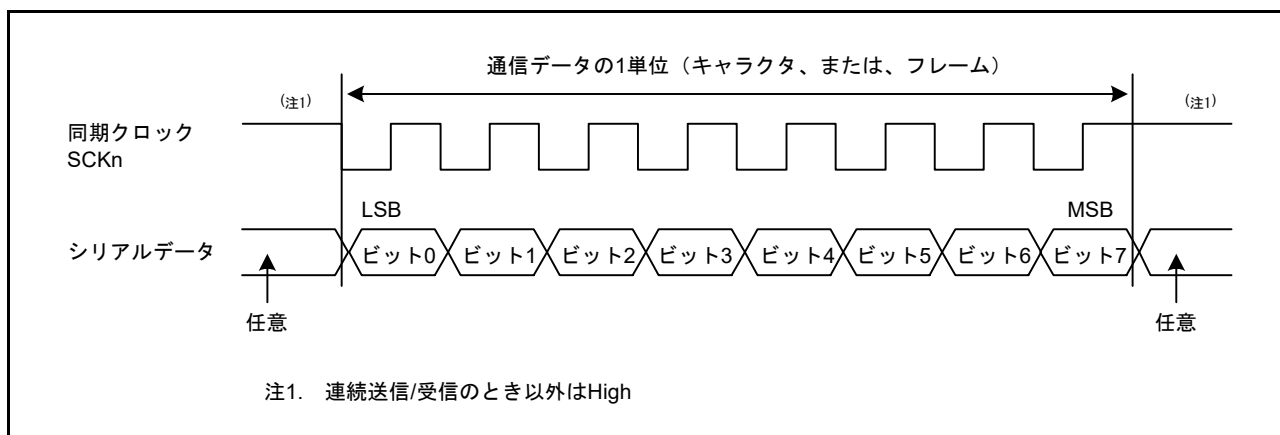 通信データの1単位（キャラクタ、または、フレーム）
(注1)
(注1)
同期クロック
SCKn
LSB
MSB
シリアルデータ
ビット0 ビット1 ビット2 ビット3 ビット4 ビット5 ビット6 ビット7
任意
任意
注1. 連続送信/受信のとき以外はHigh